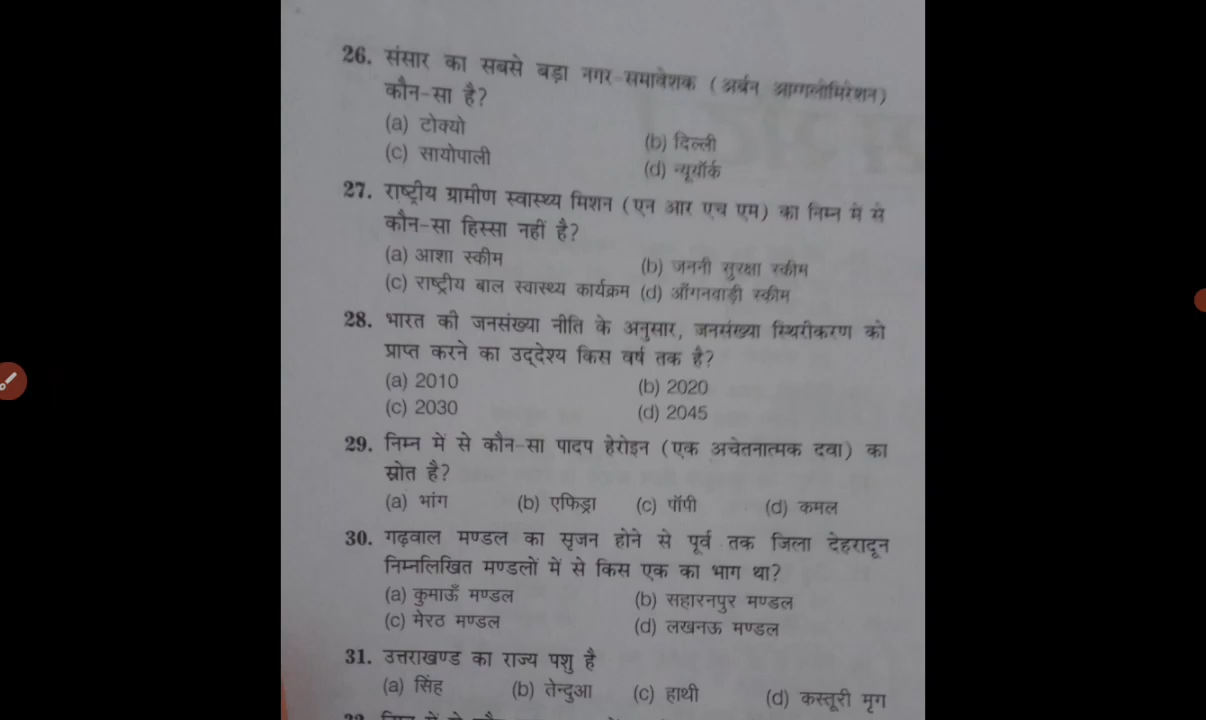 26. संसार का सबसे बड़ा नगर-समावेशक (अर्बन आग्गलोमिरेशन)
कौन-सा है?
(a) टोक्यो (b) दिल्ली
(c) सायोपाली (d) न्यूयॉर्क
27. राष्ट्रीय ग्रामीण स्वास्थ्य मिशन (एन आर एच एम) का निम्न में से
कौन-सा हिस्सा नहीं है?
(a) आशा स्कीम (b) जननी सुरक्षा स्कीम
(c) राष्ट्रीय बाल स्वास्थ्य कार्यक्रम (d) आँगनवाड़ी स्कीम
28. भारत की जनसंख्या नीति के अनुसार, जनसंख्या स्थिरीकरण को
प्राप्त करने का उद्देश्य किस वर्ष तक है?
(a) 2010 (b) 2020
(c) 2030 (d) 2045
29. निम्न में से कौन-सा पादप हेरोइन (एक अचेतनात्मक दवा) का
स्रोत है?
(a) भांग (b) एफिड्रा (c) पॉपी (d) कमल
30. गढ़वाल मण्डल का सृजन होने से पूर्व तक जिला देहरादून
निम्नलिखित मण्डलों में से किस एक का भाग था?
(a) कुमाऊँ मण्डल (b) सहारनपुर मण्डल
(c) मेरठ मण्डल (d) लखनऊ मण्डल
31. उत्तराखण्ड का राज्य पशु है
(a) सिंह (b) तेन्दुआ (c) हाथी (d) कस्तूरी मृग